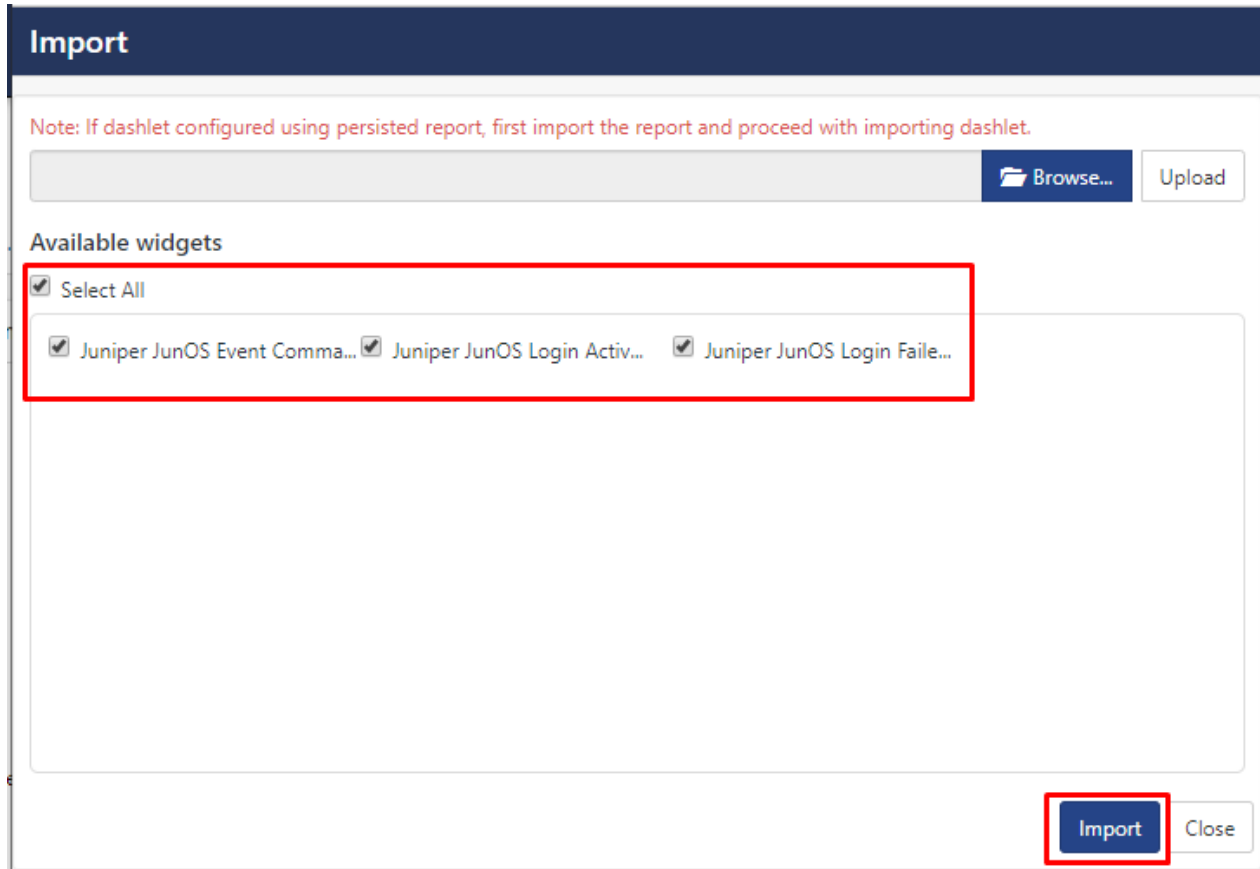 Import
Note: If dashlet configured using persisted report, first import the report and proceed with importing dashlet.
Browse... Upload
Available widgets
Select All
Juniper JunOS Event Comma... Juniper JunOS Login Activ... Juniper JunOS Login Faile...
Import Close